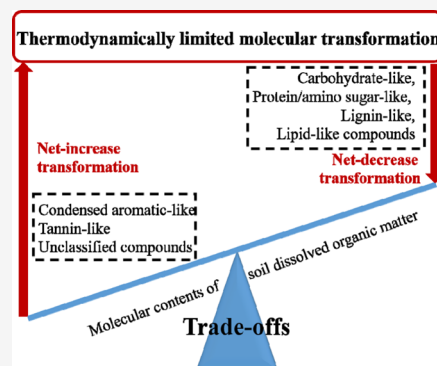 Thermodynamically limited molecular transformation
Carbohydrate-like,
Protein/amino sugar-like,
Lignin-like,
Lipid-like compounds
Net-increase
transformation
Net-decrease
transformation
Condensed aromatic-like
Tannin-like
Unclassified compounds
Molecular contents of soil dissolved organic matter
Trade-offs